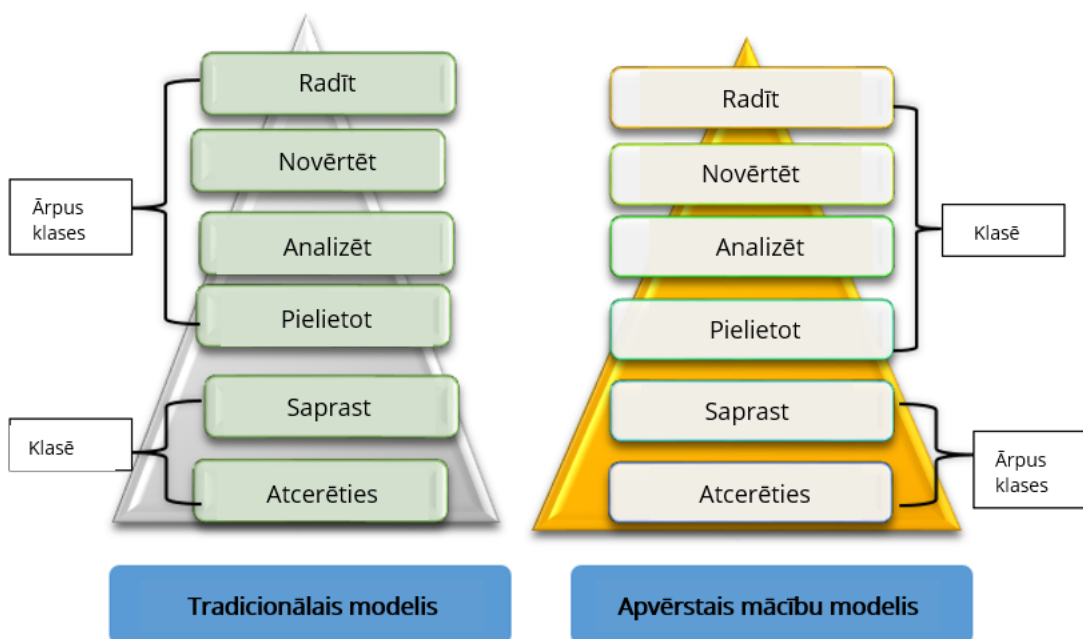 Radīt
Novērtēt
Analizēt
Pielietot
Saprast
Atcerēties
Ārpus
klases
Klasē
Tradicionālais modelis
Radīt
Novērtēt
Analizēt
Pielietot
Saprast
Atcerēties
Klasē
Ārpus
klases
Apvērstais mācību modelis